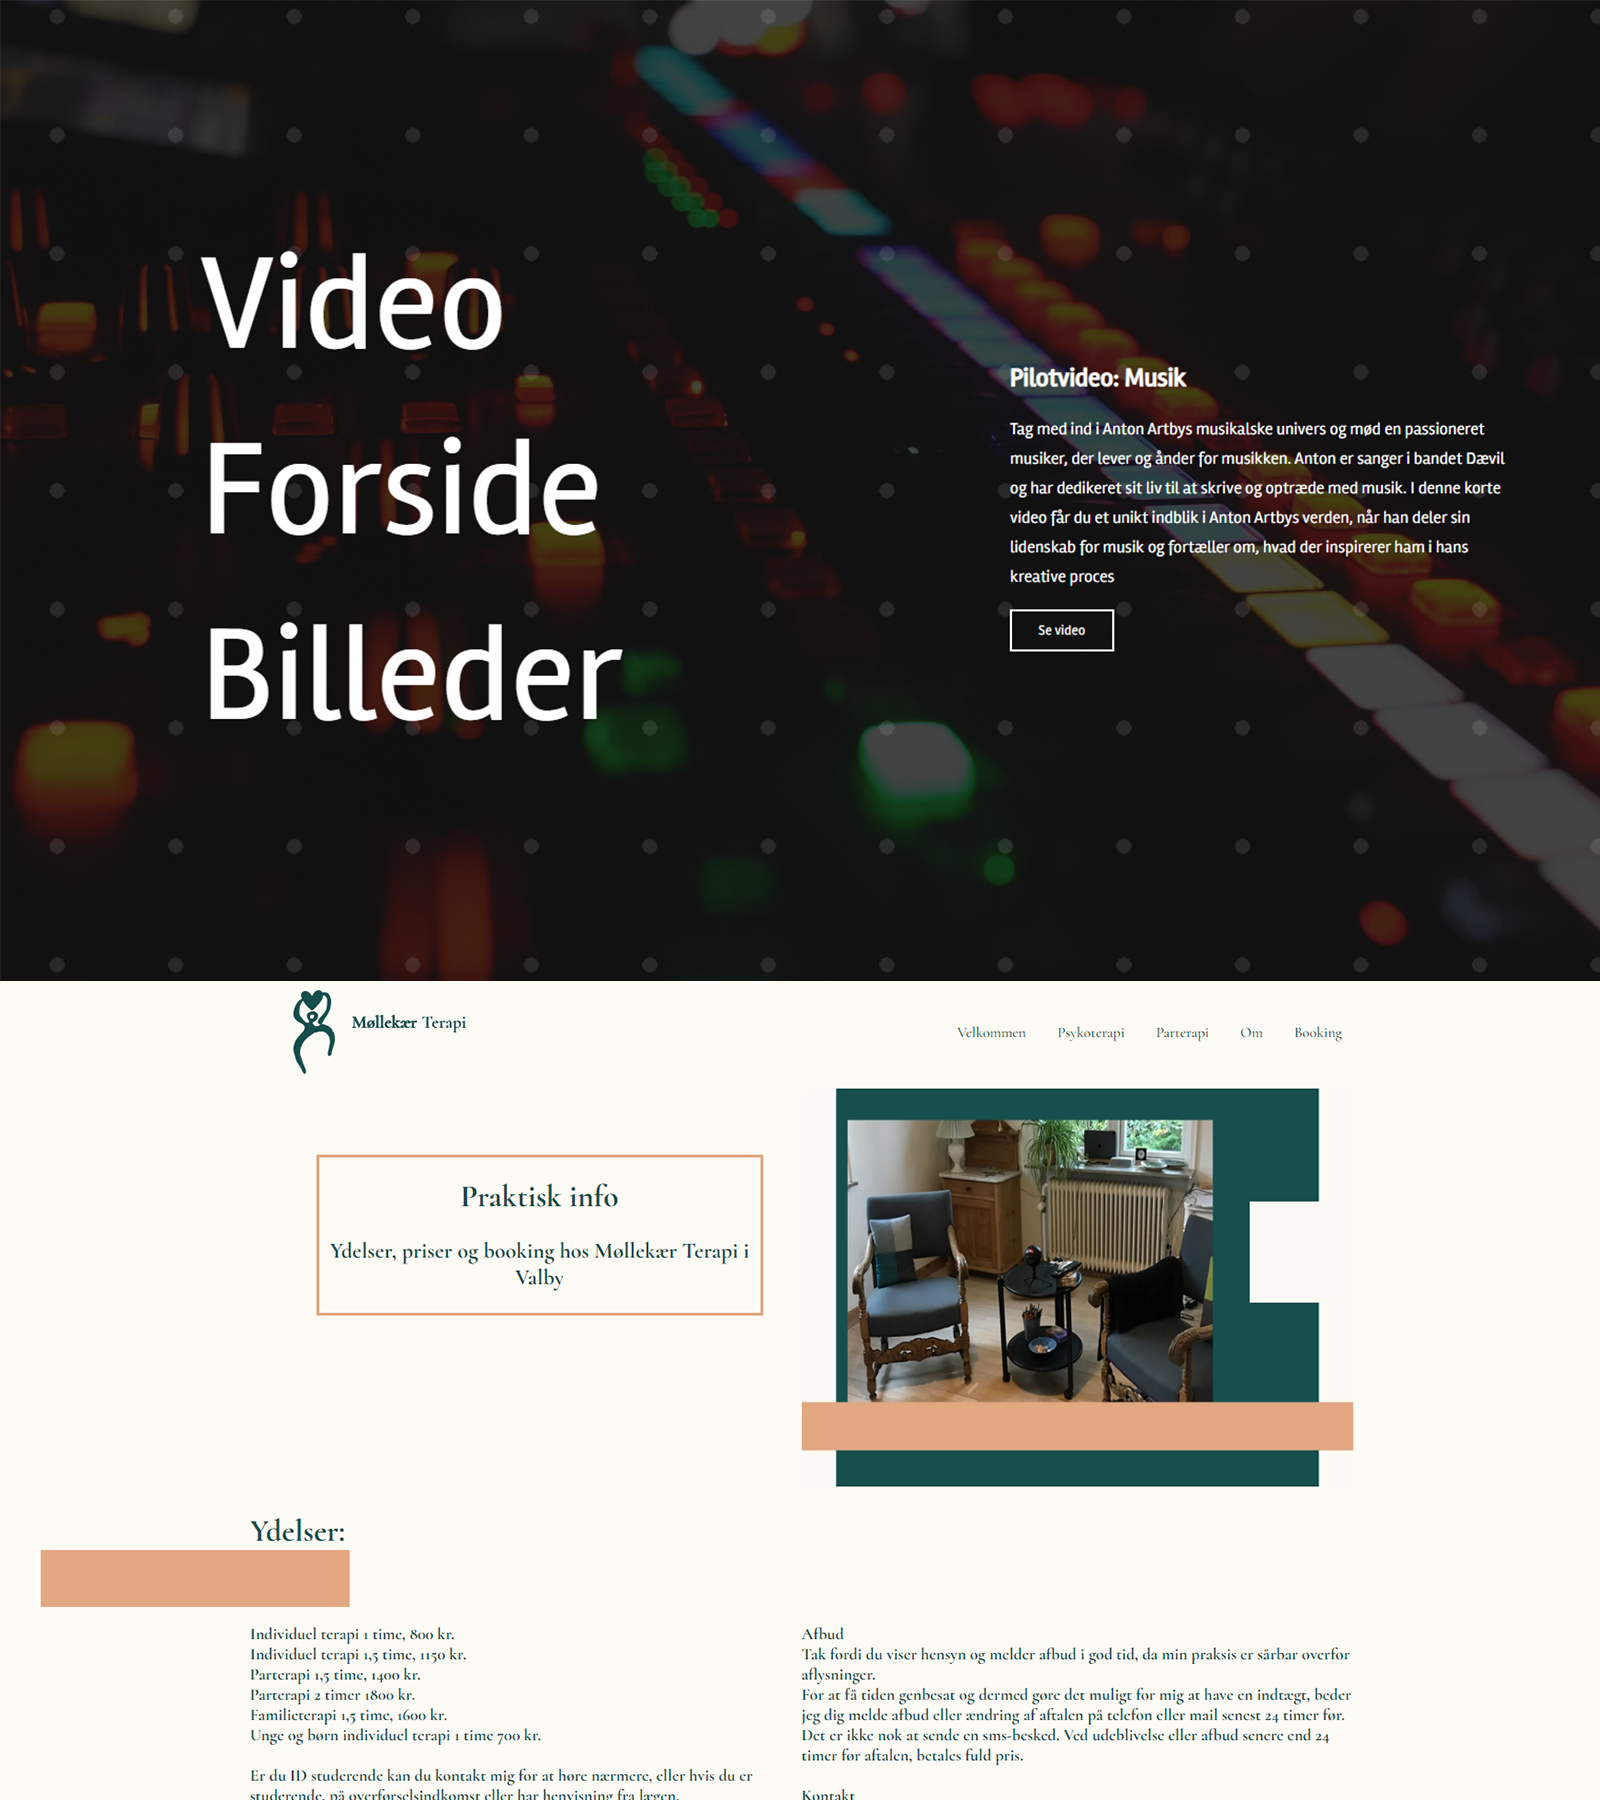 Video
Forside
Billeder
Pilotvideo: Musik
Tag med ind i Anton Artbys musikalske univers og mød en passioneret
musiker, der lever og ånder for musikken. Anton er sanger i bandet Dævil
og har dedikeret sit liv til at skrive og optræde med musik. I denne korte
video får du et unikt indblik i Anton Artbys verden, når han deler sin
lidenskab for musik og fortæller om, hvad der inspirerer ham i hans
kreative proces
Se video
Møllekær Terapi
Velkommen Psykoterapi Parterapi Om Booking
Praktisk info
Ydelser, priser og booking hos Møllekær Terapi i
Valby
Ydelser:
Individuel terapi 1 time, 800 kr.
Individuel terapi 1,5 time, 1150 kr.
Parterapi 1,5 time, 1400 kr.
Parterapi 2 timer 1800 kr.
Familieterapi 1,5 time, 1600 kr.
Unge og børn individuel terapi 1 time 700 kr.
Er du ID studerende kan du kontakt mig for at høre nærmere, eller hvis du er
studerende, på overførselsindkomst eller har henvisning fra lægen.
Afbud
Tak fordi du viser hensyn og melder afbud i god tid, da min praksis er sårbar overfor
aflysninger.
For at få tiden genbesat og dermed gøre det muligt for mig at have en indtægt, beder
jeg dig melde afbud eller ændring af aftalen på telefon eller mail senest 24 timer før.
Det er ikke nok at sende en sms-besked. Ved udeblivelse eller afbud senere end 24
timer før aftalen, betales fuld pris.
Kontakt